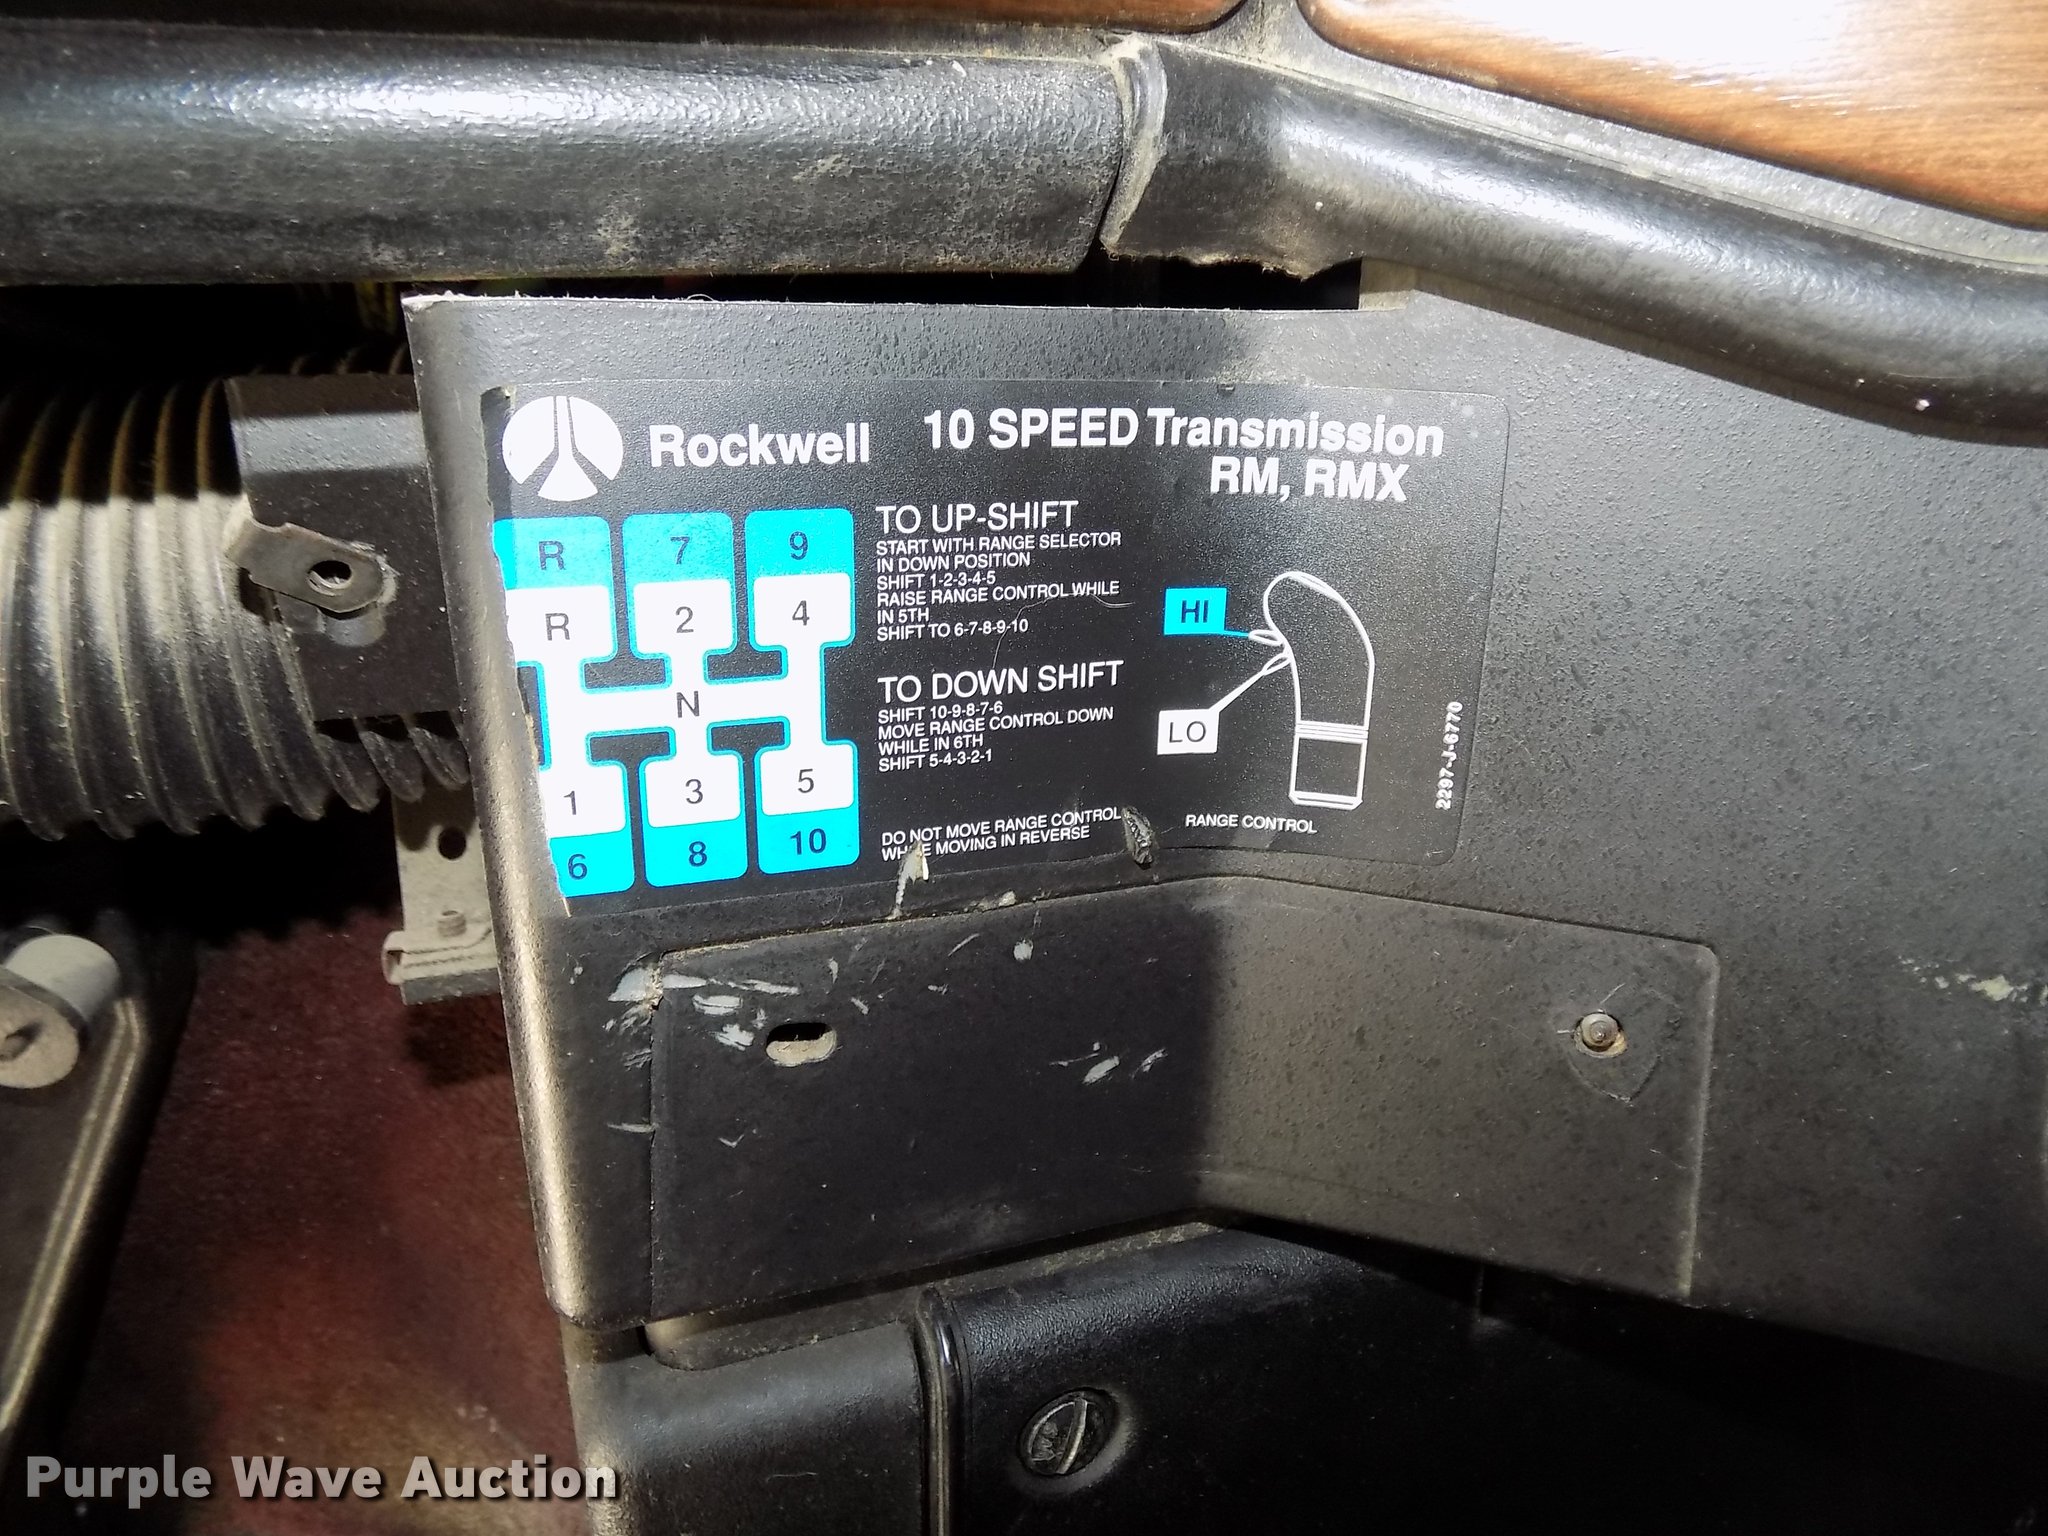 Rockwell
10 SPEED Transmission
RM, RMX
R 7 9
R 2 4
N
1 3 5
6 8 10
TO UP-SHIFT
START WITH RANGE SELECTOR
IN DOWN POSITION
SHIFT 1-2-3-4-5
RAISE RANGE CONTROL WHILE
IN 5TH
SHIFT TO 6-7-8-9-10
TO DOWN SHIFT
SHIFT 10-9-8-7-6
MOVE RANGE CONTROL DOWN
WHILE IN 6TH
SHIFT 5-4-3-2-1
DO NOT MOVE RANGE CONTROL
WHILE MOVING IN REVERSE
HI
LO
RANGE CONTROL
2297-J-6770
Purple Wave Auction